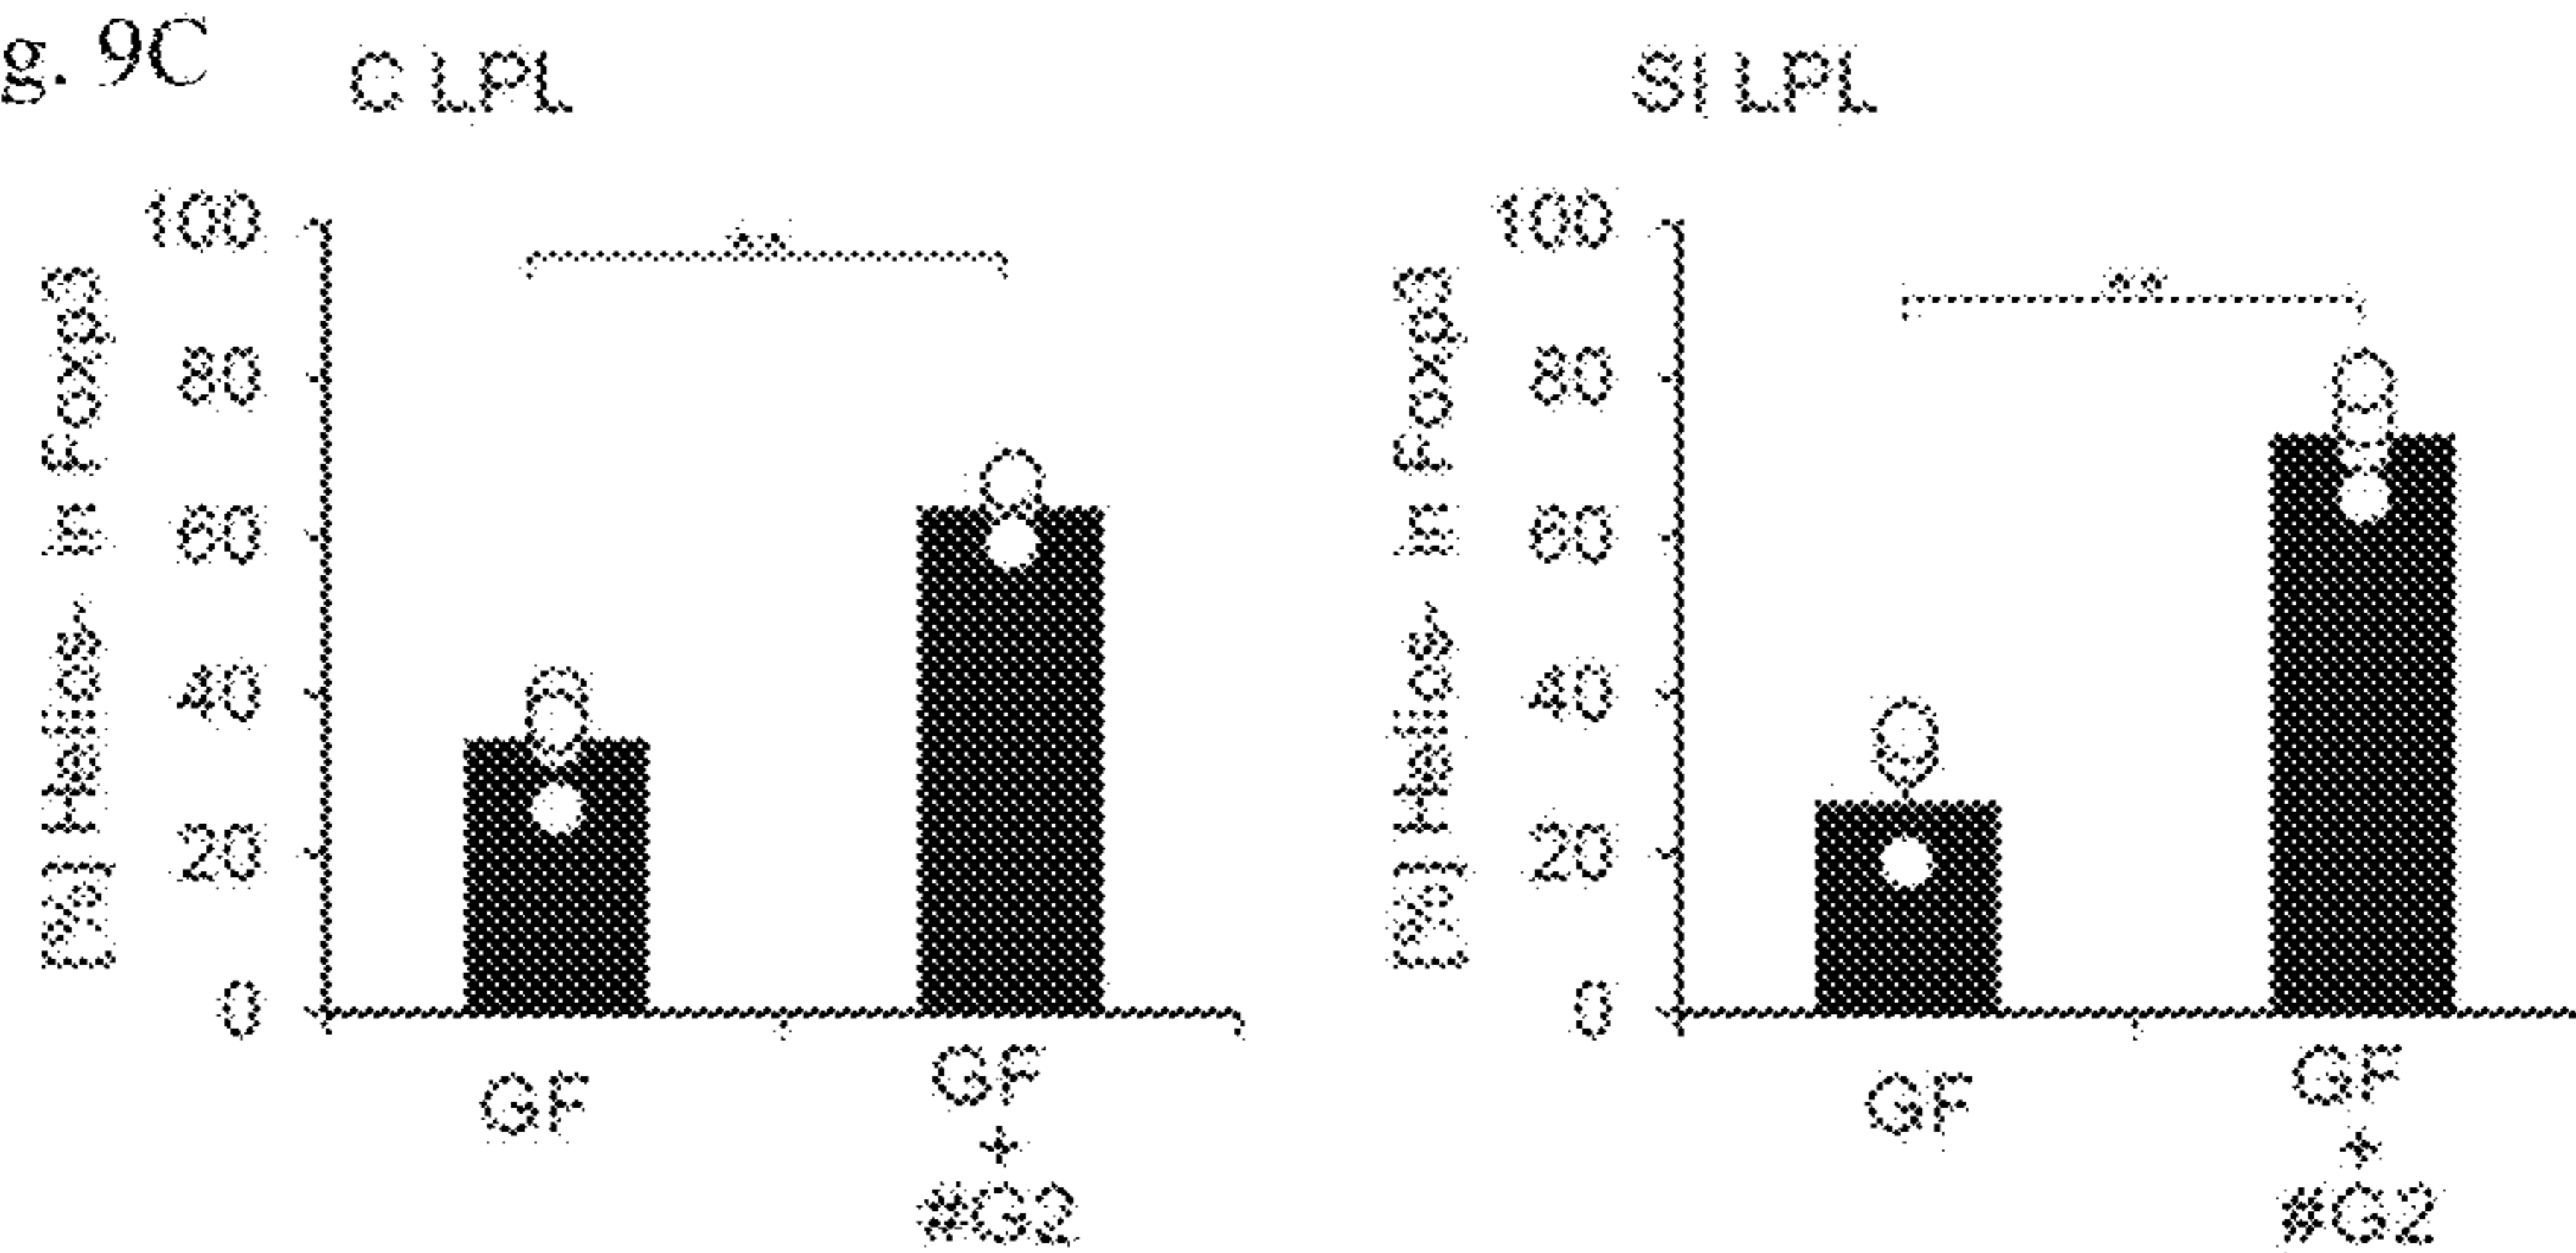 g. 9C
C LPL
[%] Helios- in Foxp3
100
80
60
40
20
0
**
GF
GF
+
#G2
SI LPL
[%] Helios- in Foxp3
100
80
60
40
20
0
**
GF
GF
+
#G2